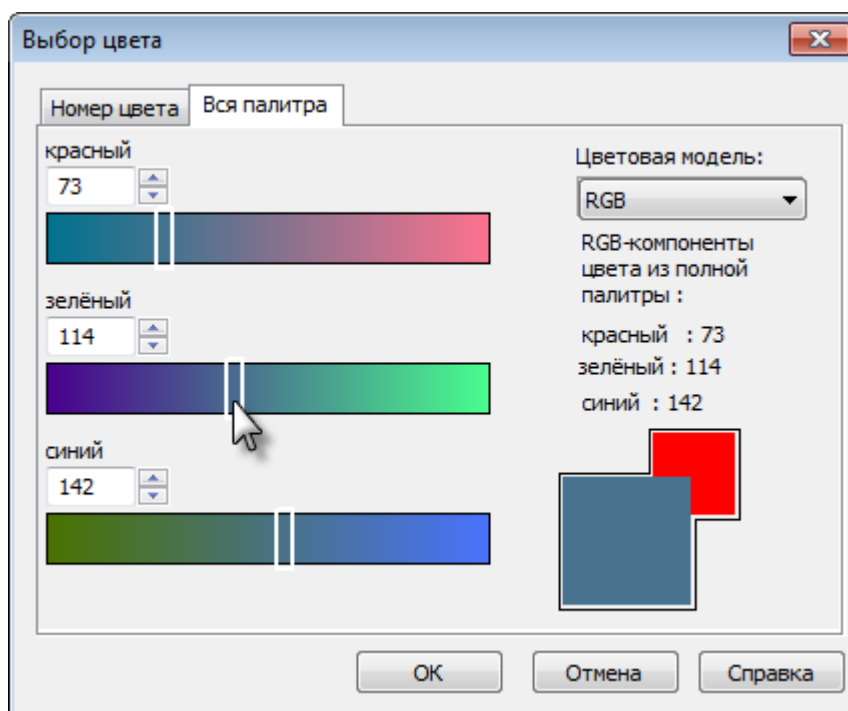 Выбор цвета
Номер цвета
Вся палитра
красный
73
зелёный
114
синий
142
Цветовая модель:
RGB
RGB-компоненты
цвета из полной
палитры :
красный : 73
зелёный : 114
синий : 142
OK
Отмена
Справка